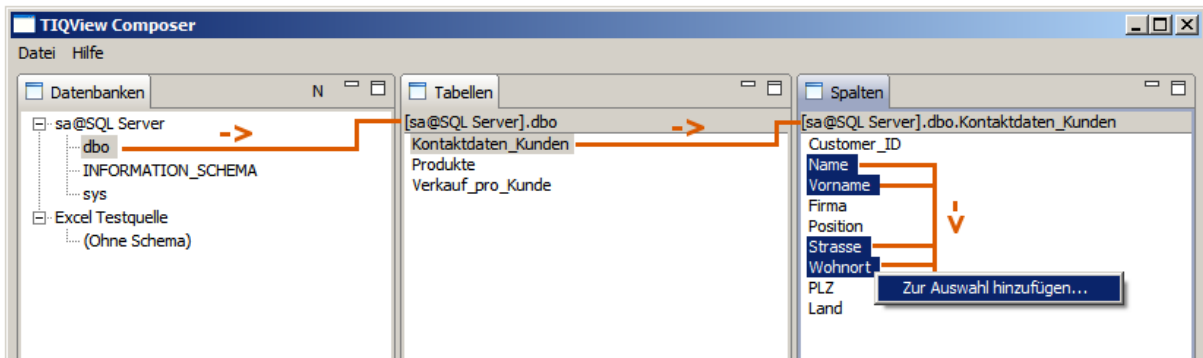 TIQView Composer
Datei Hilfe
Datenbanken N
sa@SQL Server
dbo
INFORMATION_SCHEMA
sys
Excel Testquelle
(Ohne Schema)
->
Tabellen
[sa@SQL Server].dbo
Kontaktdaten_Kunden
Produkte
Verkauf_pro_Kunde
->
Spalten
[sa@SQL Server].dbo.Kontaktdaten_Kunden
Customer_ID
Name
Vorname
Firma
Position
Strasse
Wohnort
PLZ
Land
->
Zur Auswahl hinzufügen...